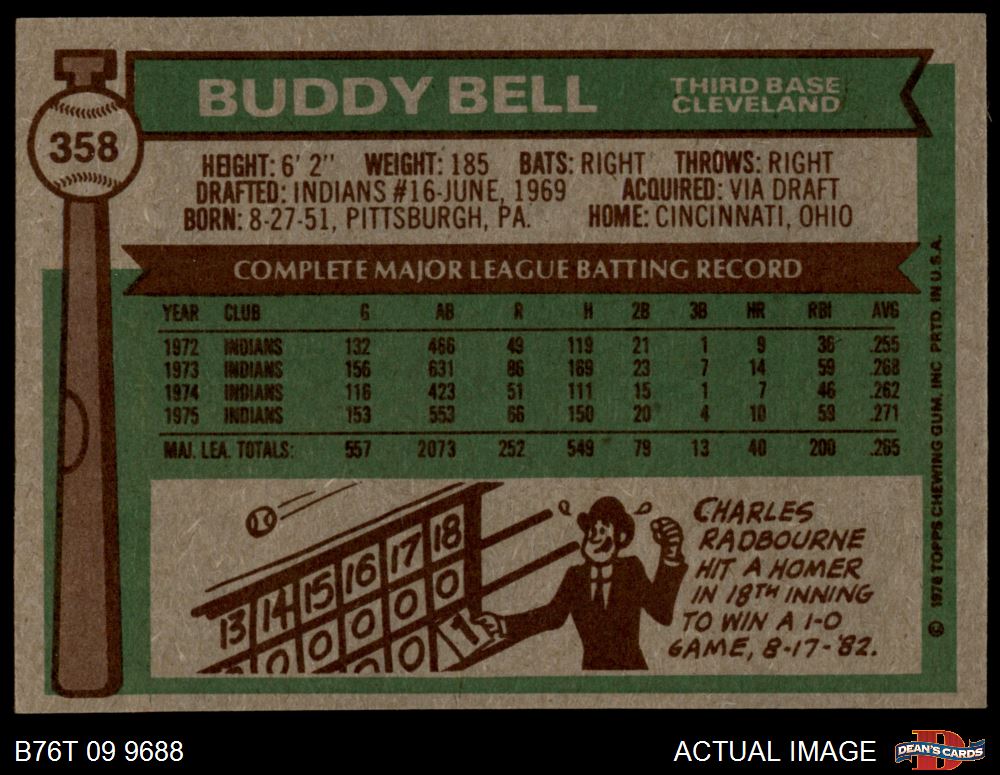 358
BUDDY BELL
THIRD BASE
CLEVELAND
HEIGHT: 6' 2" WEIGHT: 185 BATS: RIGHT THROWS: RIGHT
DRAFTED: INDIANS #16-JUNE, 1969 ACQUIRED: VIA DRAFT
BORN: 8-27-51, PITTSBURGH, PA. HOME: CINCINNATI, OHIO
COMPLETE MAJOR LEAGUE BATTING RECORD
YEAR CLUB G AB R H 2B 3B HR RBI AVG
1972 INDIANS 132 466 49 119 21 1 9 36 .255
1973 INDIANS 156 631 86 169 23 7 14 59 .268
1974 INDIANS 116 423 51 111 15 1 7 46 .262
1975 INDIANS 153 553 66 150 20 4 10 59 .271
MAJ. LEA. TOTALS: 557 2073 252 549 79 13 40 200 .265
13 14 15 16 17 18
0 0 0 0 0 1
CHARLES
RADBOURNE
HIT A HOMER
IN 18TH INNING
TO WIN A 1-0
GAME, 8-17-'82.
© 1976 TOPPS CHEWING GUM, INC PRTD. IN U.S.A.
B76T 09 9688
ACTUAL IMAGE
DEAN'S CARDS